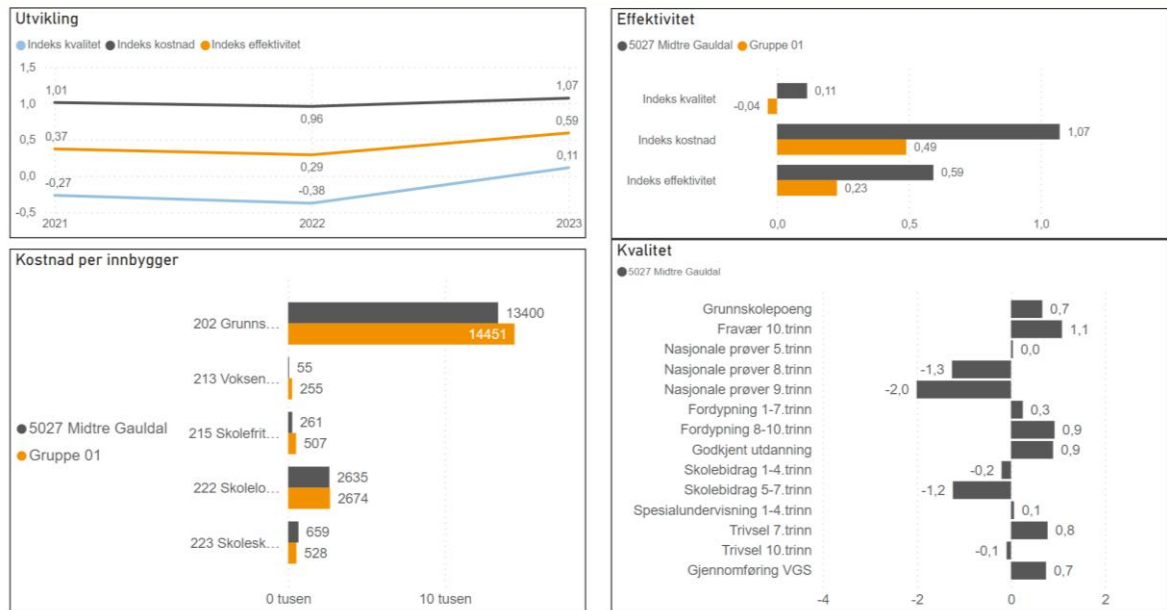 Utvikling
Indeks kvalitet Indeks kostnad Indeks effektivitet
1,5
1,0
0,5
0,0
-0,5
1,01
0,96
1,07
0,37
0,29
0,59
-0,27
-0,38
0,11
2021
2022
2023
Effektivitet
5027 Midtre Gauldal Gruppe 01
Indeks kvalitet
0,11
-0,04
Indeks kostnad
1,07
0,49
Indeks effektivitet
0,59
0,23
0,0
0,5
1,0
Kostnad per innbygger
5027 Midtre Gauldal
Gruppe 01
202 Grunns...
13400
14451
213 Voksen...
55
255
215 Skolefrit...
261
507
222 Skolelo...
2635
2674
223 Skolesk...
659
528
0 tusen
10 tusen
Kvalitet
5027 Midtre Gauldal
Grunnskolepoeng 0,7
Fravær 10.trinn 1,1
Nasjonale prøver 5.trinn 0,0
Nasjonale prøver 8.trinn -1,3
Nasjonale prøver 9.trinn -2,0
Fordypning 1-7.trinn 0,3
Fordypning 8-10.trinn 0,9
Godkjent utdanning 0,9
Skolebidrag 1-4.trinn -0,2
Skolebidrag 5-7.trinn -1,2
Spesialundervisning 1-4.trinn 0,1
Trivsel 7.trinn 0,8
Trivsel 10.trinn -0,1
Gjennomføring VGS 0,7
-4
-2
0
2